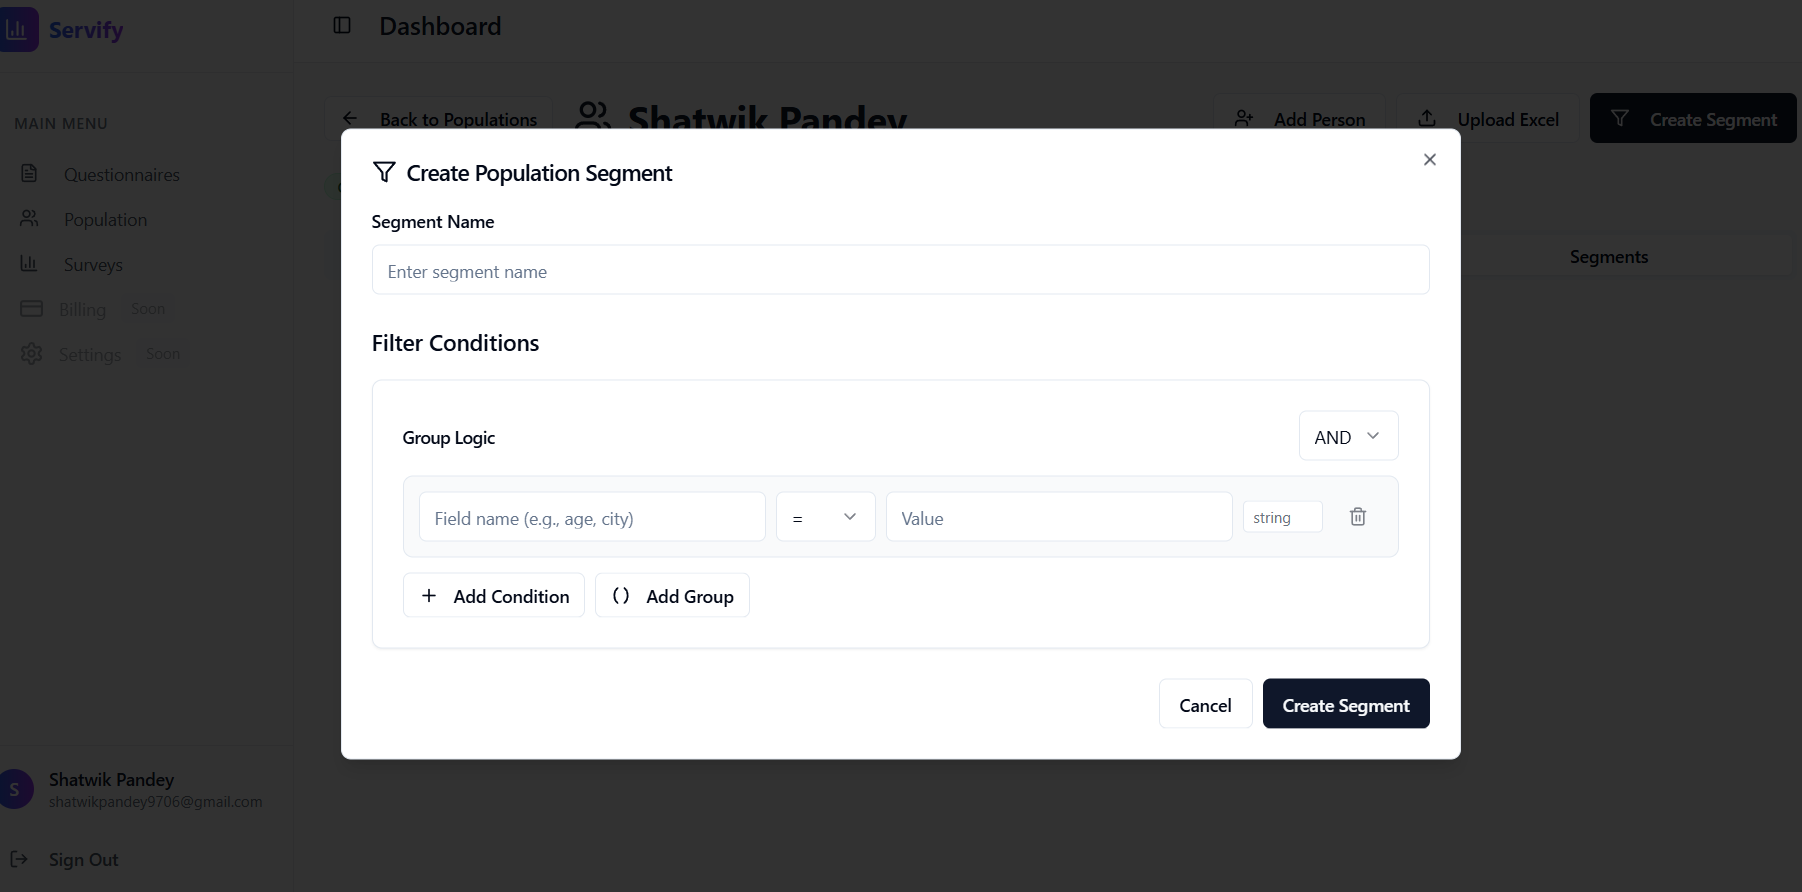 Servify
Dashboard
MAIN MENU
Questionnaires
Population
Surveys
Billing Soon
Settings Soon
Back to Populations
Shatwik Pandey
Add Person
Upload Excel
Create Segment
Segments
Create Population Segment
Segment Name
Enter segment name
Filter Conditions
Group Logic
AND
Field name (e.g., age, city)
=
Value
string
+ Add Condition
() Add Group
Cancel
Create Segment
S
Shatwik Pandey
shatwikpandey9706@gmail.com
Sign Out